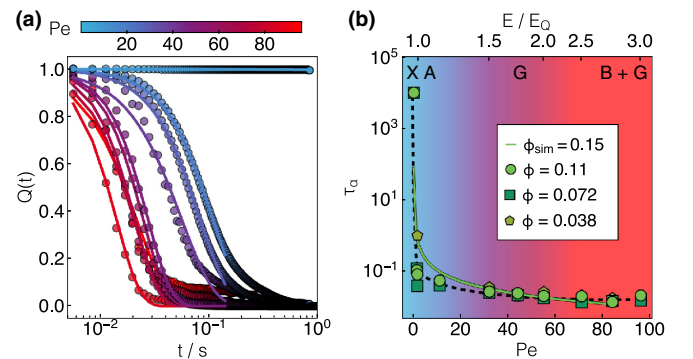 (a)
Pe
20 40 60 80
Q(t)
1.0
0.8
0.6
0.4
0.2
0.0
10⁻² 10⁻¹ 10⁰
t / s
(b)
E / E_Q
1.0 1.5 2.0 2.5 3.0
X A G B + G
τ_α
10⁵
10³
10¹
10⁻¹
ϕ_sim = 0.15
ϕ = 0.11
ϕ = 0.072
ϕ = 0.038
0 20 40 60 80 100
Pe